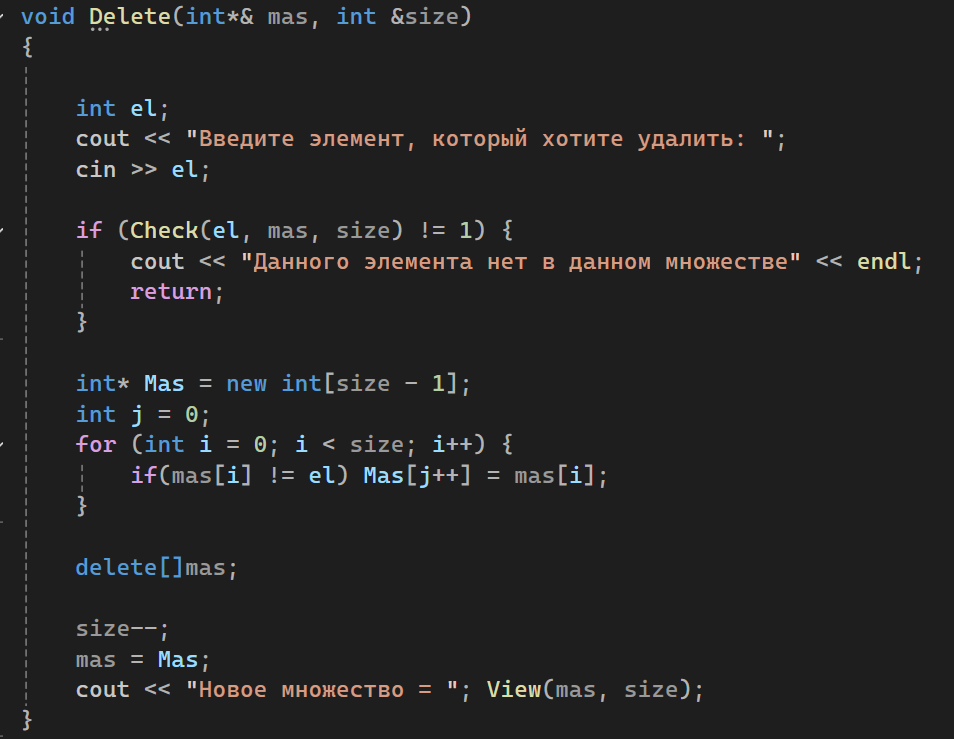 void Delete(int*& mas, int &size)
{
int el;
cout << "Введите элемент, который хотите удалить: ";
cin >> el;
if (Check(el, mas, size) != 1) {
cout << "Данного элемента нет в данном множестве" << endl;
return;
}
int* Mas = new int[size - 1];
int j = 0;
for (int i = 0; i < size; i++) {
if(mas[i] != el) Mas[j++] = mas[i];
}
delete[]mas;
size--;
mas = Mas;
cout << "Новое множество = "; View(mas, size);
}